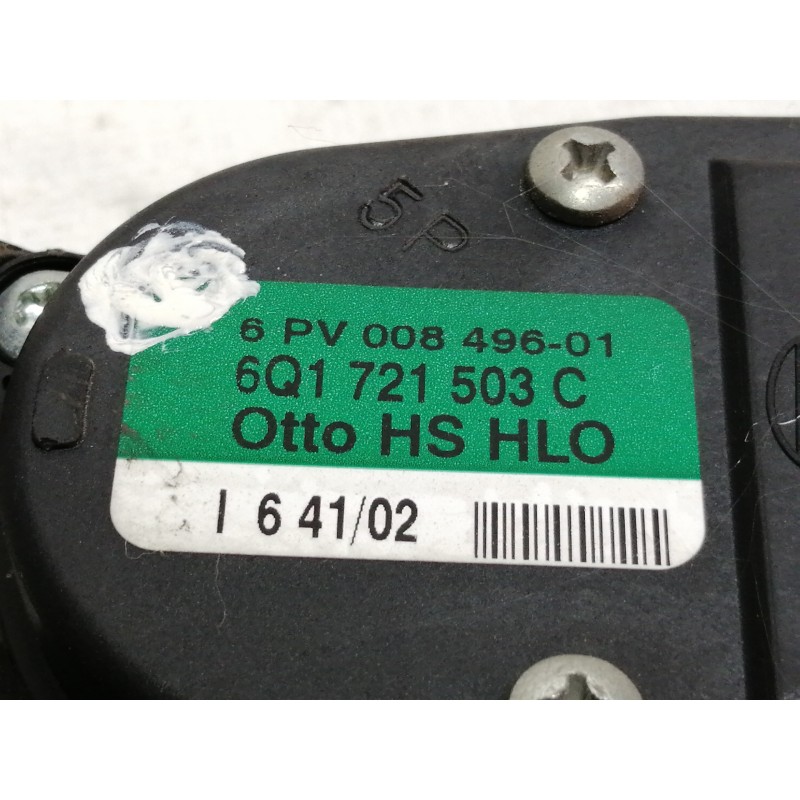 5P
6 PV 008 496-01
6Q1 721 503 C
Otto HS HLO
I 6 41/02